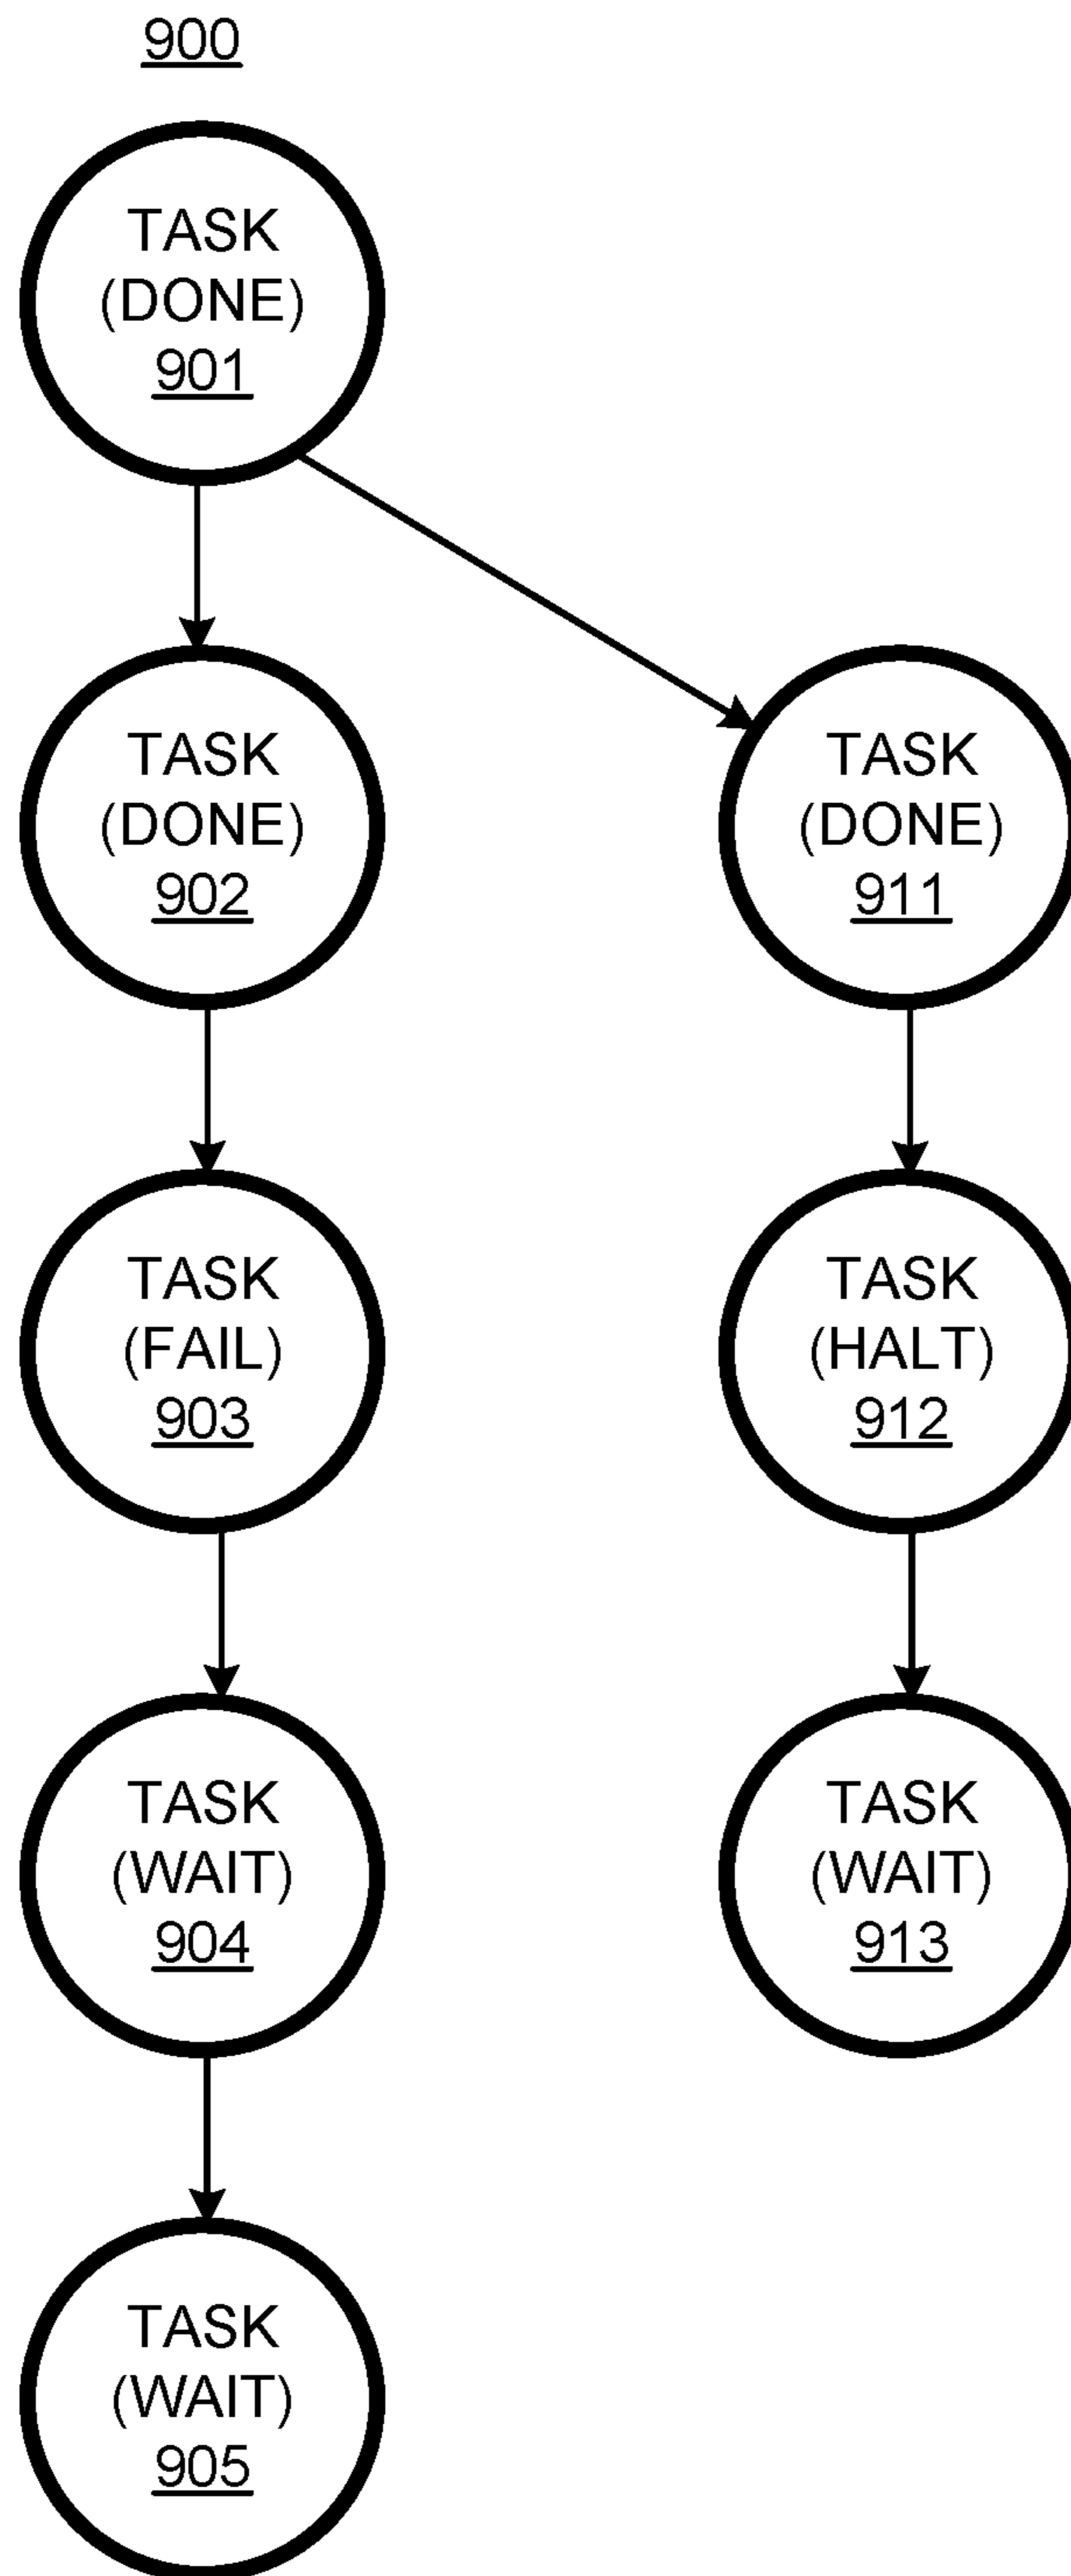 900
TASK
(DONE)
901
TASK
(DONE)
902
TASK
(DONE)
911
TASK
(FAIL)
903
TASK
(HALT)
912
TASK
(WAIT)
904
TASK
(WAIT)
913
TASK
(WAIT)
905